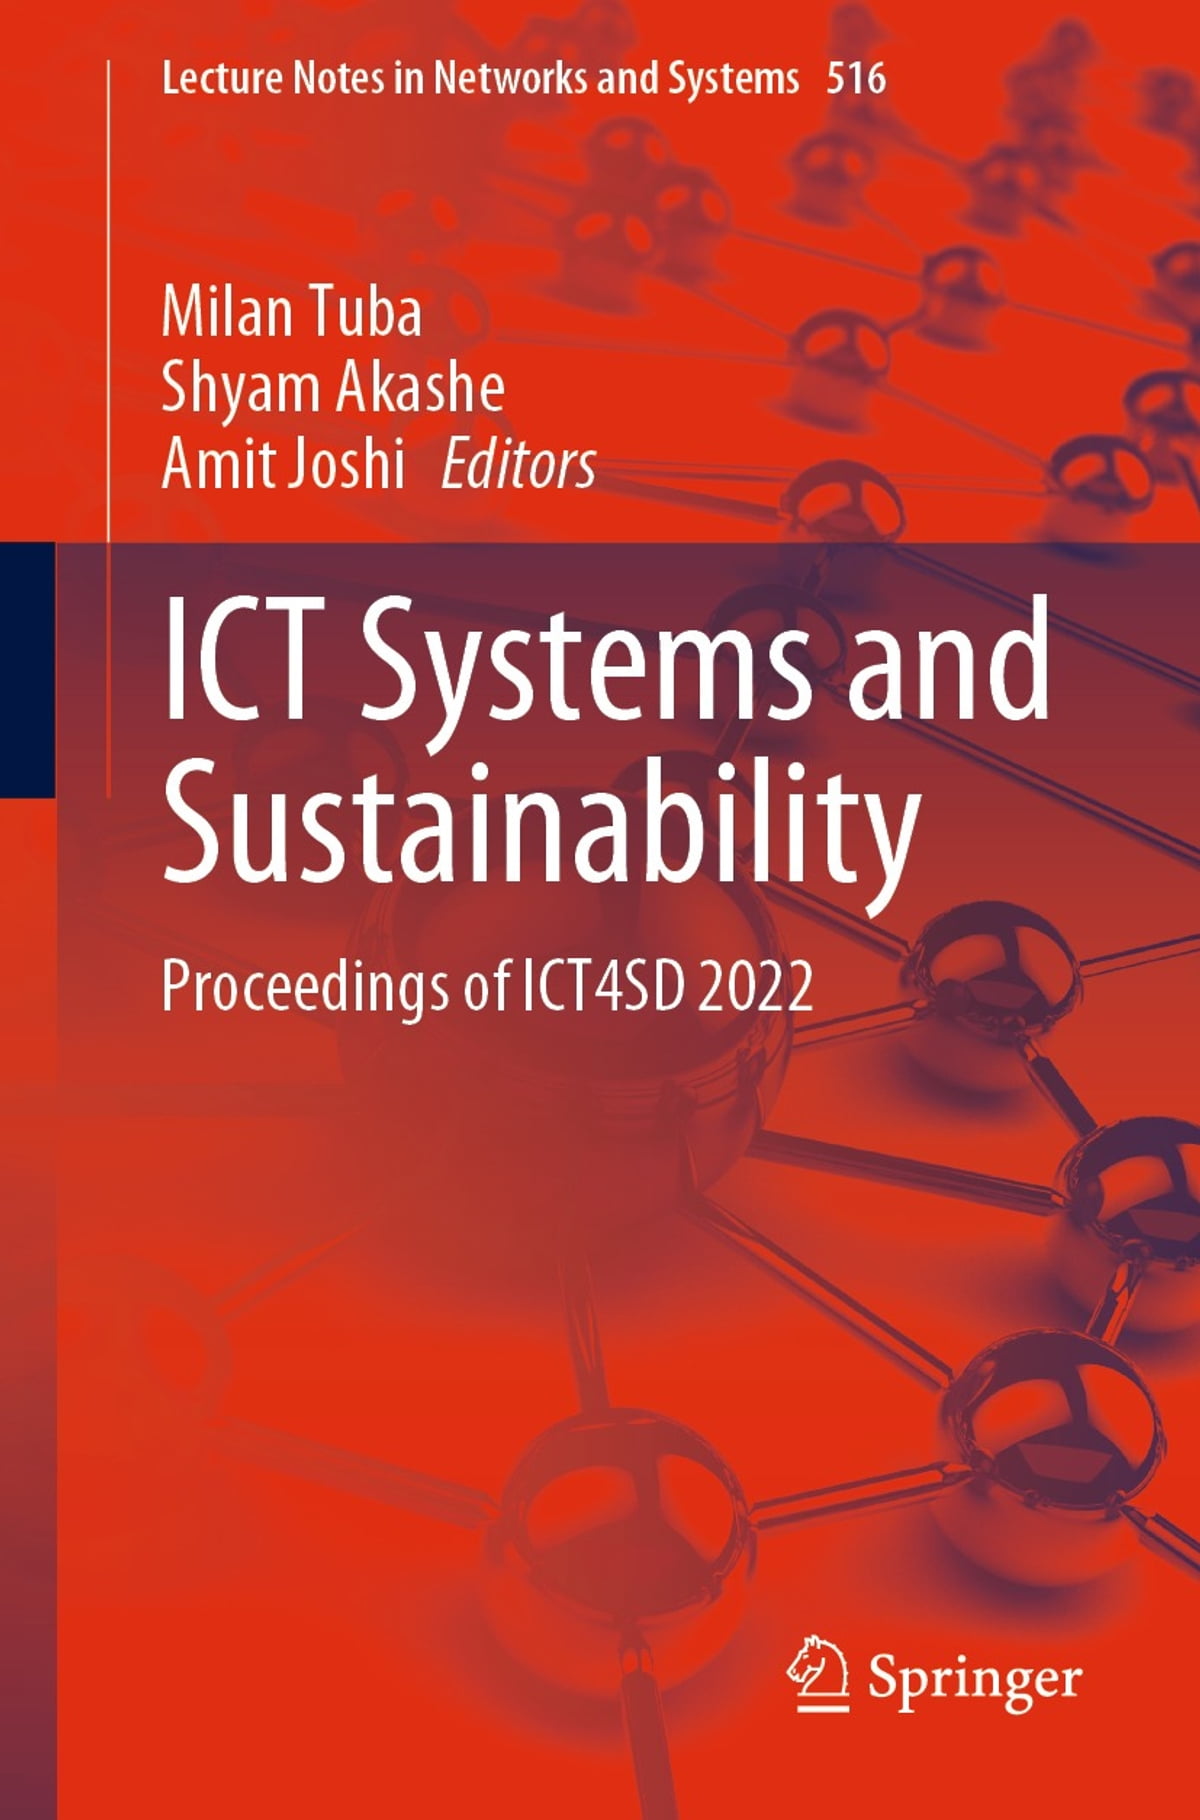 Lecture Notes in Networks and Systems 516
Milan Tuba
Shyam Akashe
Amit Joshi Editors
ICT Systems and
Sustainability
Proceedings of ICT4SD 2022
Springer